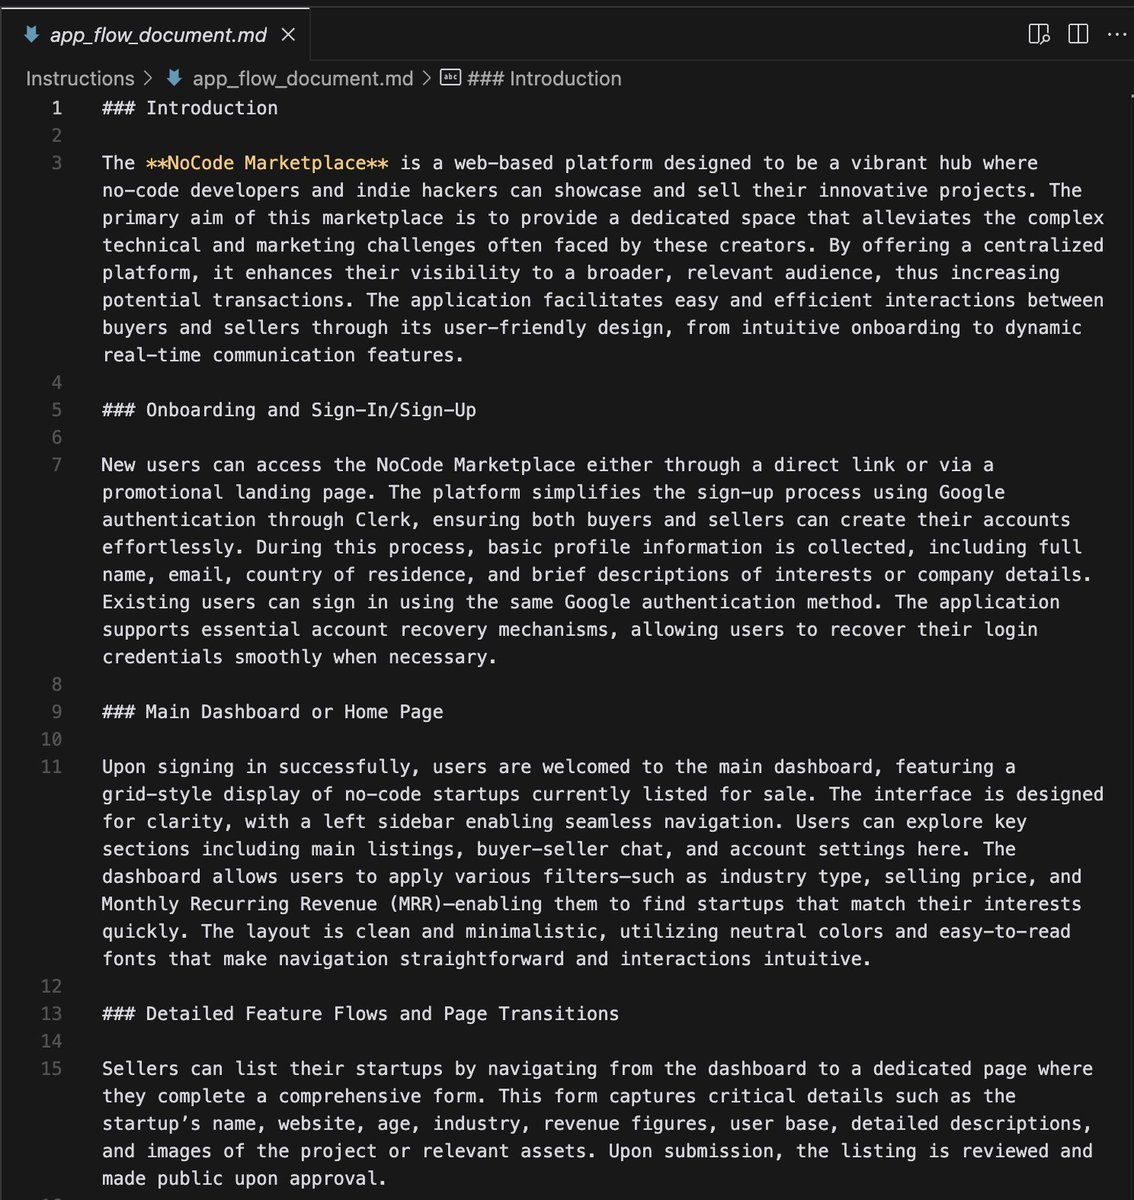 app_flow_document.md
Instructions > app_flow_document.md > abc ### Introduction
1 ### Introduction
2
3 The **NoCode Marketplace** is a web-based platform designed to be a vibrant hub where
no-code developers and indie hackers can showcase and sell their innovative projects. The
primary aim of this marketplace is to provide a dedicated space that alleviates the complex
technical and marketing challenges often faced by these creators. By offering a centralized
platform, it enhances their visibility to a broader, relevant audience, thus increasing
potential transactions. The application facilitates easy and efficient interactions between
buyers and sellers through its user-friendly design, from intuitive onboarding to dynamic
real-time communication features.
4
5 ### Onboarding and Sign-In/Sign-Up
6
7 New users can access the NoCode Marketplace either through a direct link or via a
promotional landing page. The platform simplifies the sign-up process using Google
authentication through Clerk, ensuring both buyers and sellers can create their accounts
effortlessly. During this process, basic profile information is collected, including full
name, email, country of residence, and brief descriptions of interests or company details.
Existing users can sign in using the same Google authentication method. The application
supports essential account recovery mechanisms, allowing users to recover their login
credentials smoothly when necessary.
8
9 ### Main Dashboard or Home Page
10
11 Upon signing in successfully, users are welcomed to the main dashboard, featuring a
grid-style display of no-code startups currently listed for sale. The interface is designed
for clarity, with a left sidebar enabling seamless navigation. Users can explore key
sections including main listings, buyer-seller chat, and account settings here. The
dashboard allows users to apply various filters—such as industry type, selling price, and
Monthly Recurring Revenue (MRR)—enabling them to find startups that match their interests
quickly. The layout is clean and minimalistic, utilizing neutral colors and easy-to-read
fonts that make navigation straightforward and interactions intuitive.
12
13 ### Detailed Feature Flows and Page Transitions
14
15 Sellers can list their startups by navigating from the dashboard to a dedicated page where
they complete a comprehensive form. This form captures critical details such as the
startup’s name, website, age, industry, revenue figures, user base, detailed descriptions,
and images of the project or relevant assets. Upon submission, the listing is reviewed and
made public upon approval.